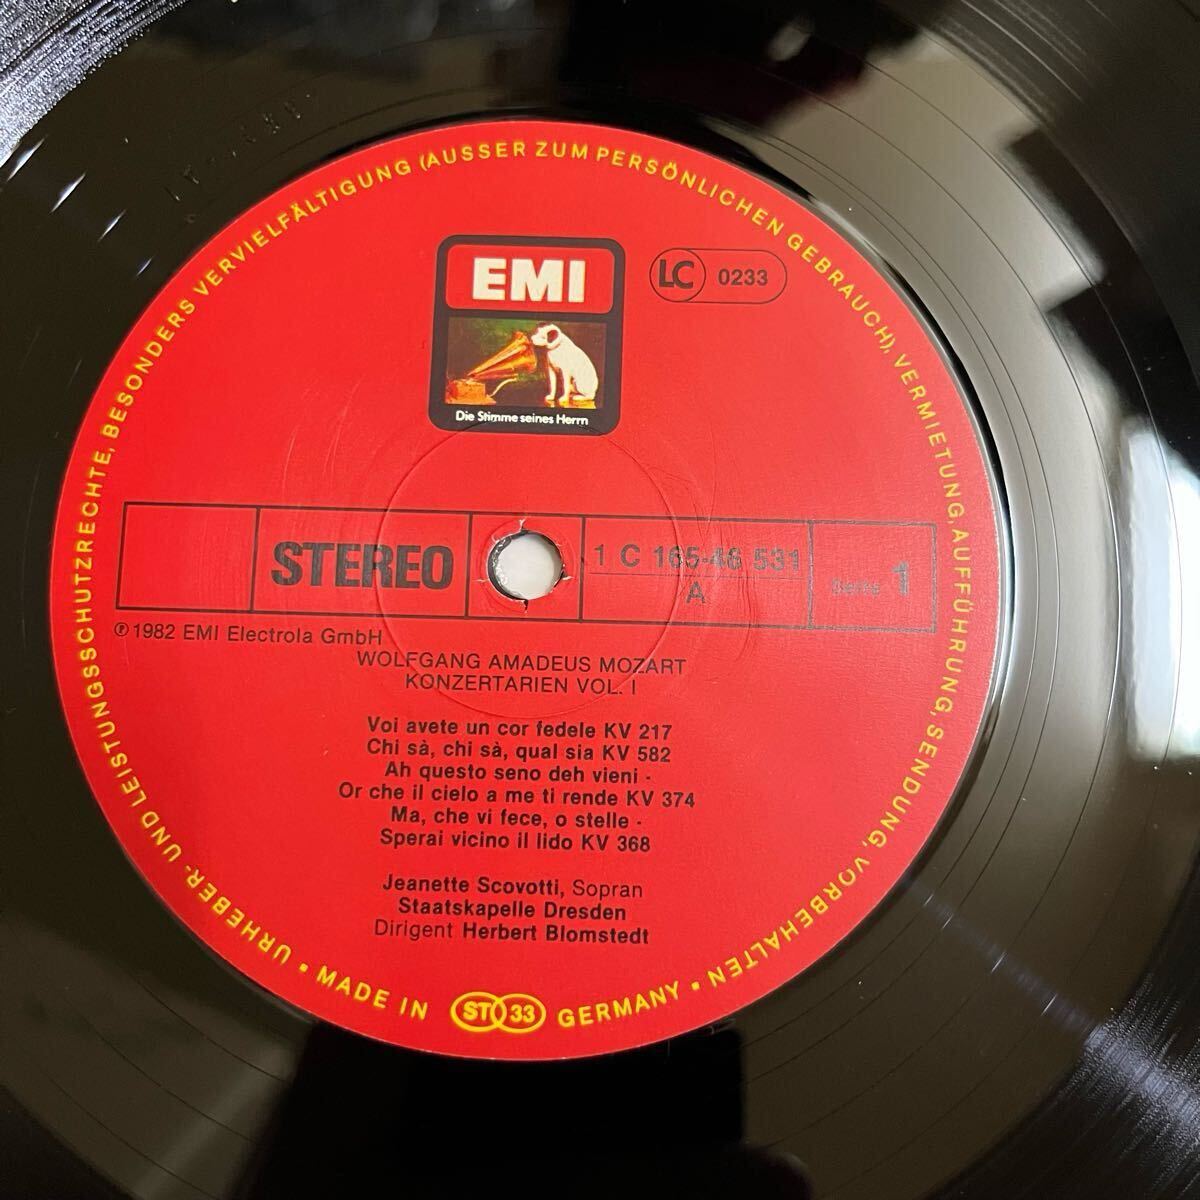 URHEBER- UND LEISTUNGSSCHUTZRECHTE, BESONDERS VERVIELFÄLTIGUNG (AUSSER ZUM PERSÖNLICHEN GEBRAUCH), VERMIETUNG, AUFFÜHRUNG, SENDUNG, VORBEHALTEN •
EMI
LC 0233
Die Stimme seines Herrn
STEREO
1 C 165-46 531
A
Seite 1
℗ 1982 EMI Electrola GmbH
WOLFGANG AMADEUS MOZART
KONZERTARIEN VOL. I
Voi avete un cor fedele KV 217
Chi sà, chi sà, qual sia KV 582
Ah questo seno deh vieni -
Or che il cielo a me ti rende KV 374
Ma, che vi fece, o stelle -
Sperai vicino il lido KV 368
Jeanette Scovotti, Sopran
Staatskapelle Dresden
Dirigent Herbert Blomstedt
• MADE IN ST 33 GERMANY